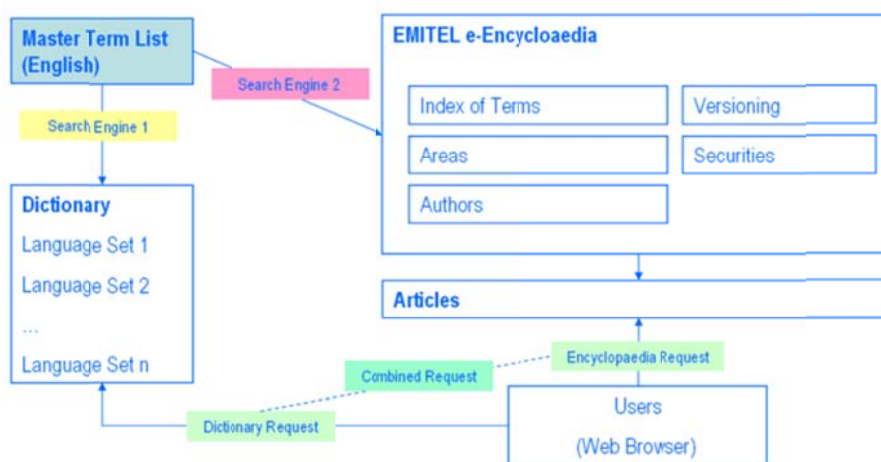 Master Term List
(English)
EMITEL e-Encycloaedia
Search Engine 2
Index of Terms
Versioning
Search Engine 1
Areas
Securities
Authors
Dictionary
Language Set 1
Language Set 2
...
Language Set n
Articles
Encyclopaedia Request
Combined Request
Dictionary Request
Users
(Web Browser)